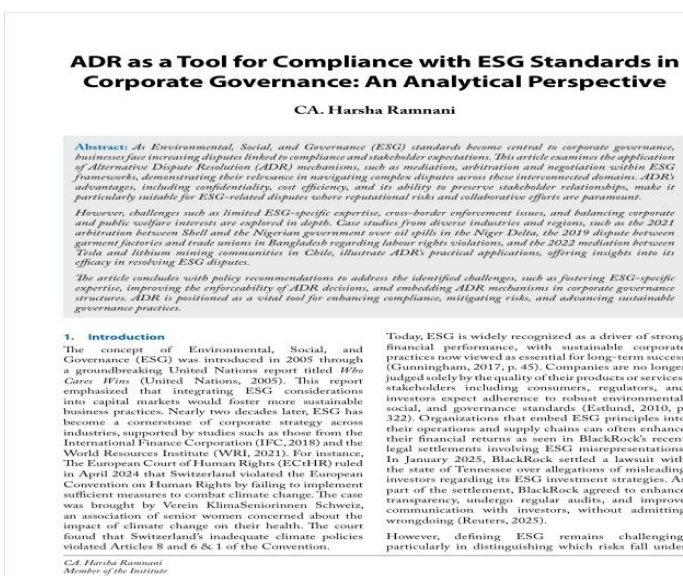 ADR as a Tool for Compliance with ESG Standards in
Corporate Governance: An Analytical Perspective
CA. Harsha Ramnani
Abstract: As Environmental, Social, and Governance (ESG) standards become central to corporate governance,
businesses face increasing disputes linked to compliance and stakeholder expectations. This article examines the application
of Alternative Dispute Resolution (ADR) mechanisms, such as mediation, arbitration and negotiation within ESG
frameworks, demonstrating their relevance in navigating complex disputes across these interconnected domains. ADR's
advantages, including confidentiality, cost efficiency, and its ability to preserve stakeholder relationships, make it
particularly suitable for ESG-related disputes where reputational risks and collaborative efforts are paramount.
However, challenges such as limited ESG-specific expertise, cross-border enforcement issues, and balancing corporate
and public welfare interests are explored in depth. Case studies from diverse industries and regions, such as the 2021
arbitration between Shell and the Nigerian government over oil spills in the Niger Delta, the 2019 dispute between
garment factories and trade unions in Bangladesh regarding labour rights violations, and the 2022 mediation between
Tesla and lithium mining communities in Chile, illustrate ADR's practical applications, offering insights into its
efficacy in resolving ESG disputes.
The article concludes with policy recommendations to address the identified challenges, such as fostering ESG-specific
expertise, improving the enforceability of ADR decisions, and embedding ADR mechanisms in corporate governance
structures. ADR is positioned as a vital tool for enhancing compliance, mitigating risks, and advancing sustainable
governance practices.
1. Introduction
The concept of Environmental, Social, and
Governance (ESG) was introduced in 2005 through
a groundbreaking United Nations report titled Who
Cares Wins (United Nations, 2005). This report
emphasized that integrating ESG considerations
into capital markets would foster more sustainable
business practices. Nearly two decades later, ESG has
become a cornerstone of corporate strategy across
industries, supported by studies such as those from the
International Finance Corporation (IFC, 2018) and the
World Resources Institute (WRI, 2021). For instance,
The European Court of Human Rights (ECtHR) ruled
in April 2024 that Switzerland violated the European
Convention on Human Rights by failing to implement
sufficient measures to combat climate change. The case
was brought by Verein KlimaSeniorinnen Schweiz,
an association of senior women concerned about the
impact of climate change on their health. The court
found that Switzerland's inadequate climate policies
violated Articles 8 and 6 & 1 of the Convention.
Today, ESG is widely recognized as a driver of strong
financial performance, with sustainable corporate
practices now viewed as essential for long-term success
(Gunningham, 2017, p. 45). Companies are no longer
judged solely by the quality of their products or services
stakeholders including consumers, regulators, and
investors expect adherence to robust environmental
social, and governance standards (Estlund, 2010, p.
322). Organizations that embed ESG principles into
their operations and supply chains can often enhance
their financial returns as seen in BlackRock's recent
legal settlements involving ESG misrepresentations
In January 2025, BlackRock settled a lawsuit with
the state of Tennessee over allegations of misleading
investors regarding its ESG investment strategies. As
part of the settlement, BlackRock agreed to enhance
transparency, undergo regular audits, and improve
communication with investors, without admitting
wrongdoing (Reuters, 2025).
However, defining ESG remains challenging
particularly in distinguishing which risks fall under
CA. Harsha Ramnani
Member of the Institute